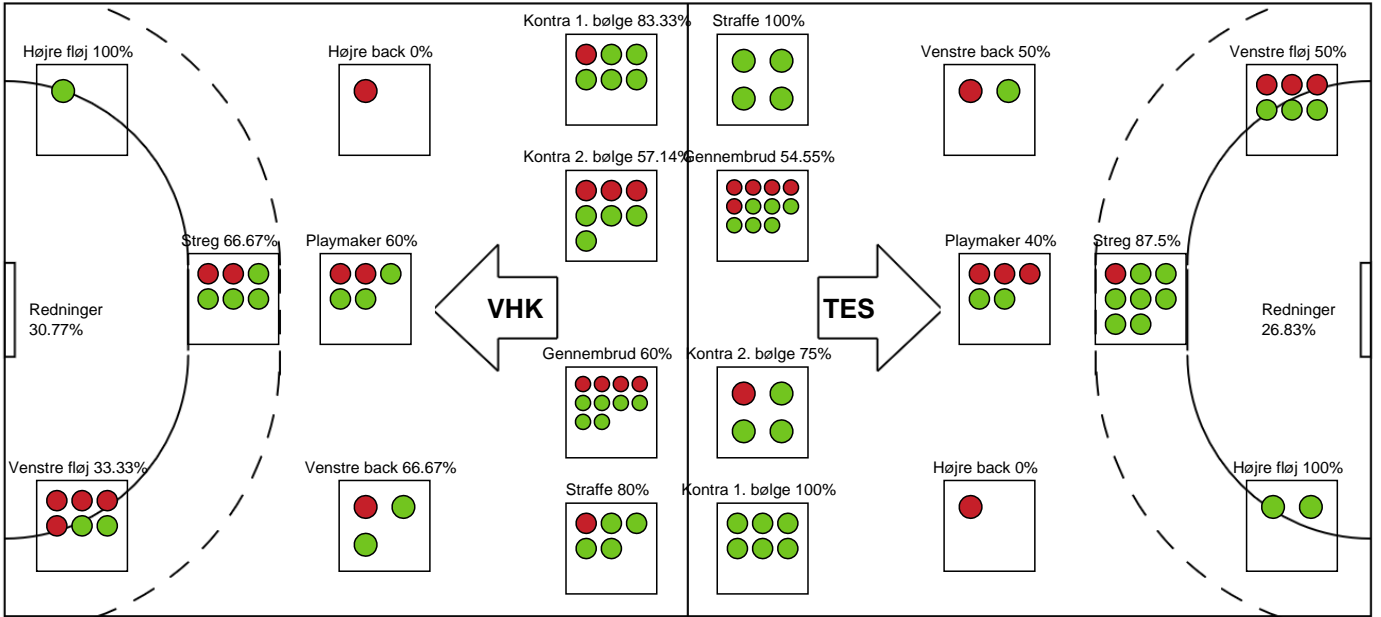 Kontra 1. bølge 83.33%
Straffe 100%
Højre fløj 100%
Højre back 0%
Venstre back 50%
Venstre fløj 50%
Kontra 2. bølge 57.14%
Gennembrud 54.55%
Streg 66.67%
Playmaker 60%
Playmaker 40%
Streg 87.5%
Redninger
30.77%
VHK
TES
Redninger
26.83%
Gennembrud 60%
Kontra 2. bølge 75%
Venstre fløj 33.33%
Venstre back 66.67%
Straffe 80%
Kontra 1. bølge 100%
Højre back 0%
Højre fløj 100%